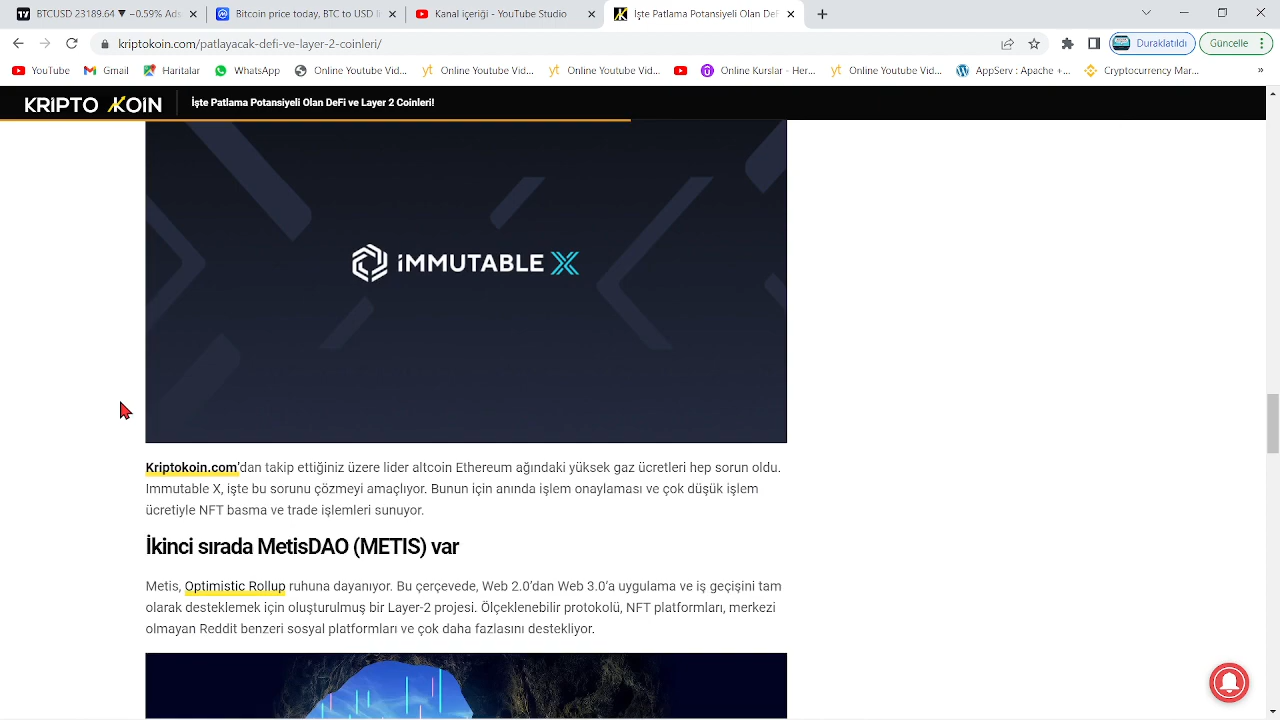 BTCUSD 23189.64 ▼ −0.59% Ads
Bitcoin price today, BTC to USD li
Kanal içeriği - YouTube Studio
İşte Patlama Potansiyeli Olan DeF
kriptokoin.com/patlayacak-defi-ve-layer-2-coinleri/
Duraklatıldı
Güncelle
YouTube
Gmail
Haritalar
WhatsApp
Online Youtube Vid...
Online Youtube Vid...
Online Youtube Vid...
Online Kurslar - Her...
Online Youtube Vid...
AppServ : Apache +...
Cryptocurrency Mar...
»
KRİPTO KOIN
İşte Patlama Potansiyeli Olan DeFi ve Layer 2 Coinleri!
iMMUTABLE X
Kriptokoin.com'dan takip ettiğiniz üzere lider altcoin Ethereum ağındaki yüksek gaz ücretleri hep sorun oldu.
Immutable X, işte bu sorunu çözmeyi amaçlıyor. Bunun için anında işlem onaylaması ve çok düşük işlem
ücretiyle NFT basma ve trade işlemleri sunuyor.
İkinci sırada MetisDAO (METIS) var
Metis, Optimistic Rollup ruhuna dayanıyor. Bu çerçevede, Web 2.0’dan Web 3.0’a uygulama ve iş geçişini tam
olarak desteklemek için oluşturulmuş bir Layer-2 projesi. Ölçeklenebilir protokolü, NFT platformları, merkezi
olmayan Reddit benzeri sosyal platformları ve çok daha fazlasını destekliyor.